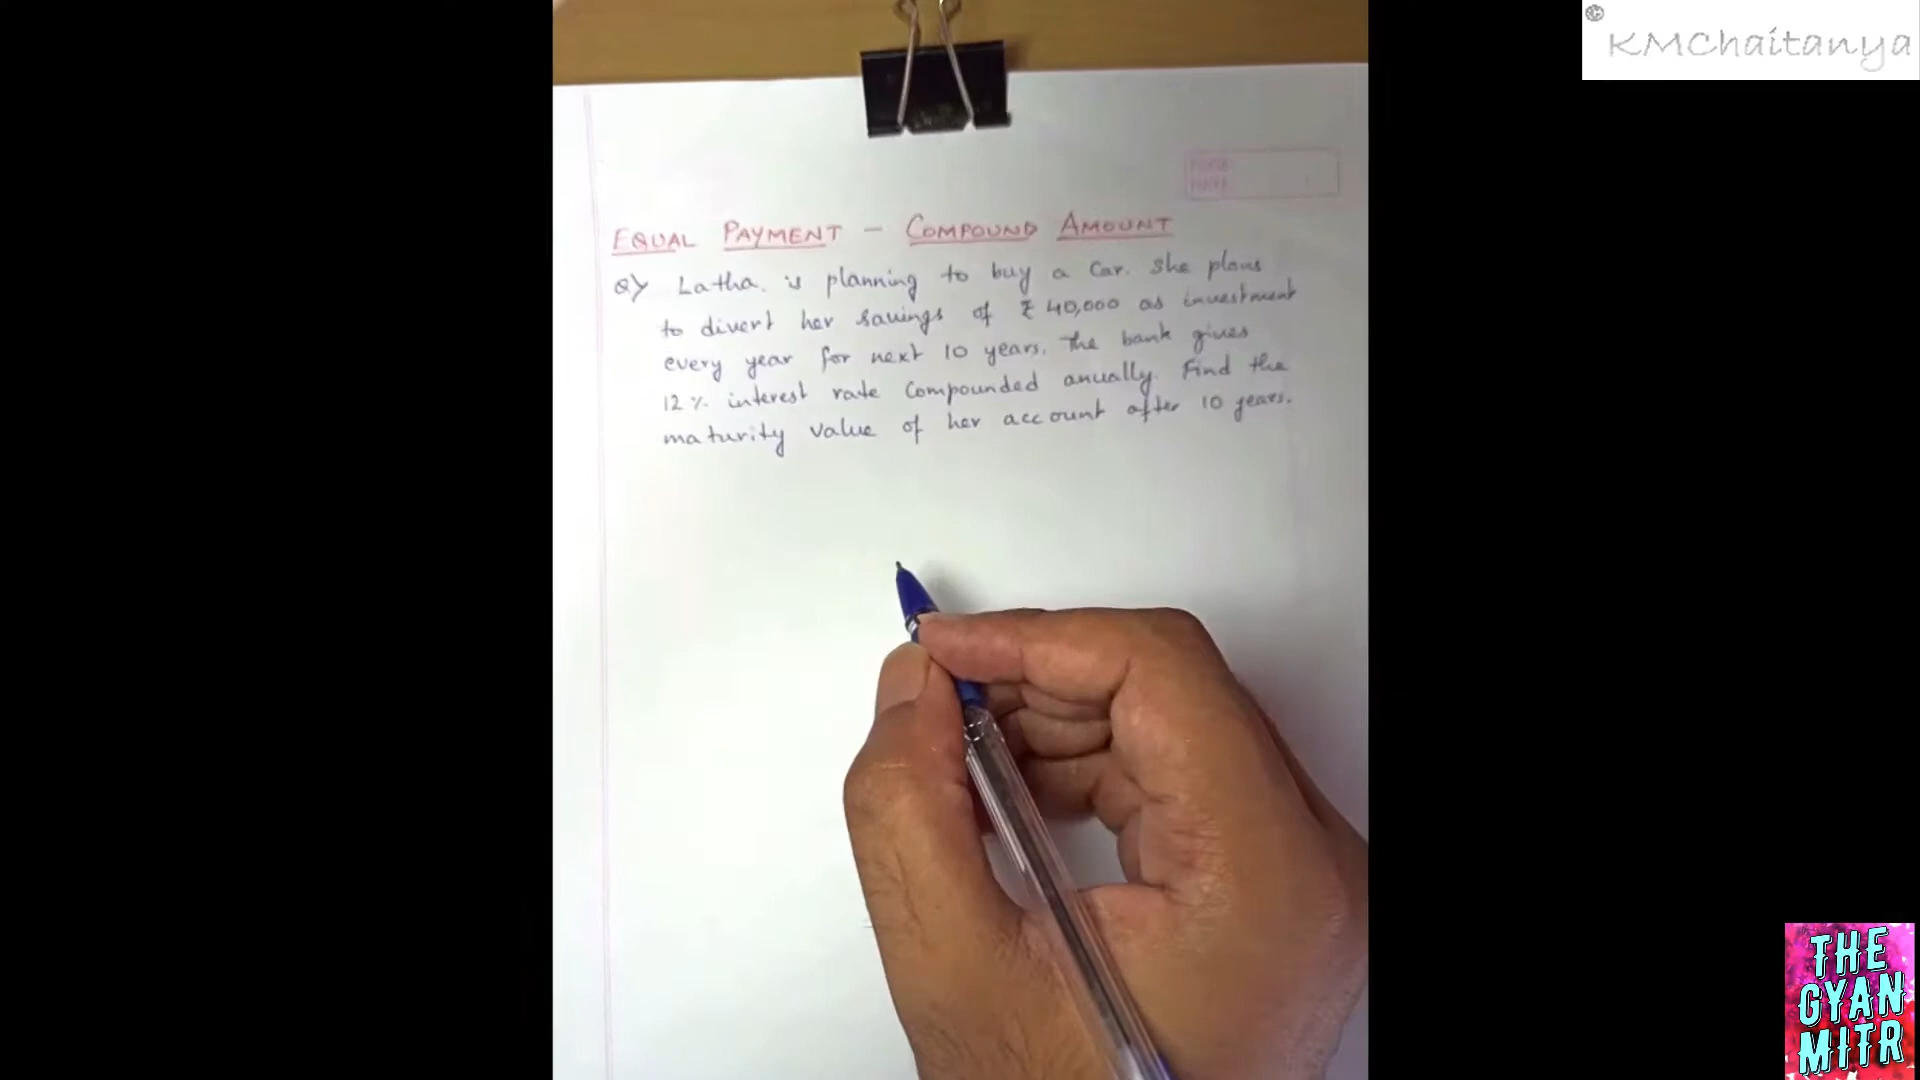 KMChaitanya
EQUAL PAYMENT - COMPOUND AMOUNT
Q) Latha is planning to buy a car. She plans
to divert her savings of ₹ 40,000 as investment
every year for next 10 years. The bank gives
12% interest rate compounded anually. Find the
maturity value of her account after 10 years.
THE
GYAN
MITR